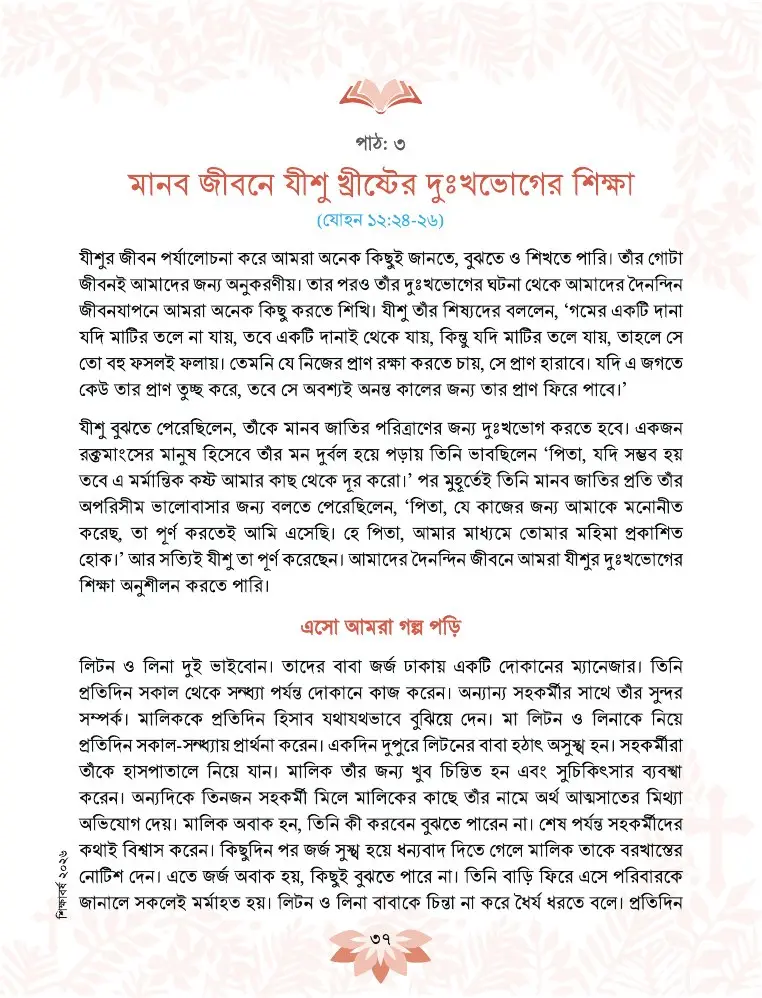 পাঠ: ৩
মানব জীবনে যীশু খ্রীষ্টের দুঃখভোগের শিক্ষা
(যোহন ১২:২৪-২৬)
যীশুর জীবন পর্যালোচনা করে আমরা অনেক কিছুই জানতে, বুঝতে ও শিখতে পারি। তাঁর গোটা
জীবনই আমাদের জন্য অনুকরণীয়। তার পরও তাঁর দুঃখভোগের ঘটনা থেকে আমাদের দৈনন্দিন
জীবনযাপনে আমরা অনেক কিছু করতে শিখি। যীশু তাঁর শিষ্যদের বললেন, ‘গমের একটি দানা
যদি মাটির তলে না যায়, তবে একটি দানাই থেকে যায়, কিন্তু যদি মাটির তলে যায়, তাহলে সে
তো বহু ফসলই ফলায়। তেমনি যে নিজের প্রাণ রক্ষা করতে চায়, সে প্রাণ হারাবে। যদি এ জগতে
কেউ তার প্রাণ তুচ্ছ করে, তবে সে অবশ্যই অনন্ত কালের জন্য তার প্রাণ ফিরে পাবে।’
যীশু বুঝতে পেরেছিলেন, তাঁকে মানব জাতির পরিত্রাণের জন্য দুঃখভোগ করতে হবে। একজন
রক্তমাংসের মানুষ হিসেবে তাঁর মন দুর্বল হয়ে পড়ায় তিনি ভাবছিলেন ‘পিতা, যদি সম্ভব হয়
তবে এ মর্মান্তিক কষ্ট আমার কাছ থেকে দূর করো।’ পর মুহূর্তেই তিনি মানব জাতির প্রতি তাঁর
অপরিসীম ভালোবাসার জন্য বলতে পেরেছিলেন, ‘পিতা, যে কাজের জন্য আমাকে মনোনীত
করেছ, তা পূর্ণ করতেই আমি এসেছি। হে পিতা, আমার মাধ্যমে তোমার মহিমা প্রকাশিত
হোক।’ আর সত্যিই যীশু তা পূর্ণ করেছেন। আমাদের দৈনন্দিন জীবনে আমরা যীশুর দুঃখভোগের
শিক্ষা অনুশীলন করতে পারি।
এসো আমরা গল্প পড়ি
লিটন ও লিনা দুই ভাইবোন। তাদের বাবা জর্জ ঢাকায় একটি দোকানের ম্যানেজার। তিনি
প্রতিদিন সকাল থেকে সন্ধ্যা পর্যন্ত দোকানে কাজ করেন। অন্যান্য সহকর্মীর সাথে তাঁর সুন্দর
সম্পর্ক। মালিককে প্রতিদিন হিসাব যথাযথভাবে বুঝিয়ে দেন। মা লিটন ও লিনাকে নিয়ে
প্রতিদিন সকাল-সন্ধ্যায় প্রার্থনা করেন। একদিন দুপুরে লিটনের বাবা হঠাৎ অসুস্থ হন। সহকর্মীরা
তাঁকে হাসপাতালে নিয়ে যান। মালিক তাঁর জন্য খুব চিন্তিত হন এবং সুচিকিৎসার ব্যবস্থা
করেন। অন্যদিকে তিনজন সহকর্মী মিলে মালিকের কাছে তাঁর নামে অর্থ আত্মসাতের মিথ্যা
অভিযোগ দেয়। মালিক অবাক হন, তিনি কী করবেন বুঝতে পারেন না। শেষ পর্যন্ত সহকর্মীদের
কথাই বিশ্বাস করেন। কিছুদিন পর জর্জ সুস্থ হয়ে ধন্যবাদ দিতে গেলে মালিক তাকে বরখাস্তের
নোটিশ দেন। এতে জর্জ অবাক হয়, কিছুই বুঝতে পারে না। তিনি বাড়ি ফিরে এসে পরিবারকে
জানালে সকলেই মর্মাহত হয়। লিটন ও লিনা বাবাকে চিন্তা না করে ধৈর্য ধরতে বলে। প্রতিদিন
শিক্ষাবর্ষ ২০২৬
৩৭